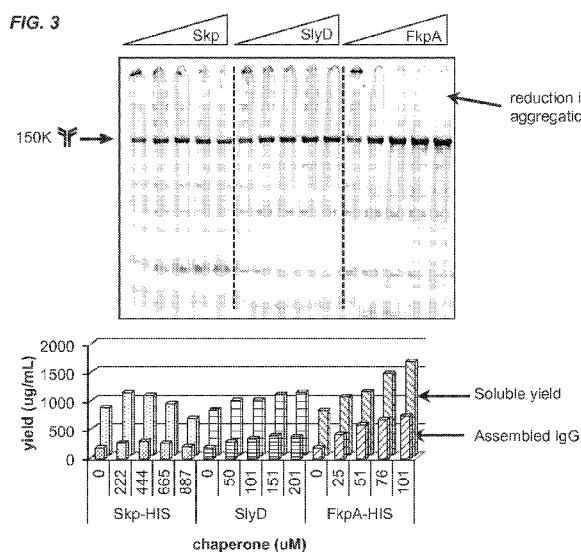 FIG. 3
Skp SlyD FkpA
150K
reduction i
aggregatic
yield (ug/mL)
2000
1500
1000
500
0
Soluble yield
Assembled IgG
0 222 444 665 887 0 50 101 151 201 0 25 51 76 101
Skp-HIS SlyD FkpA-HIS
chaperone (uM)